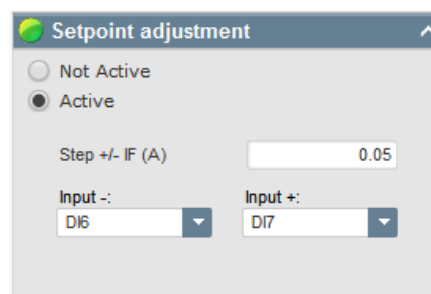 Setpoint adjustment
Not Active
Active
Step +/- IF (A) 0.05
Input -: Input +:
DI6 DI7